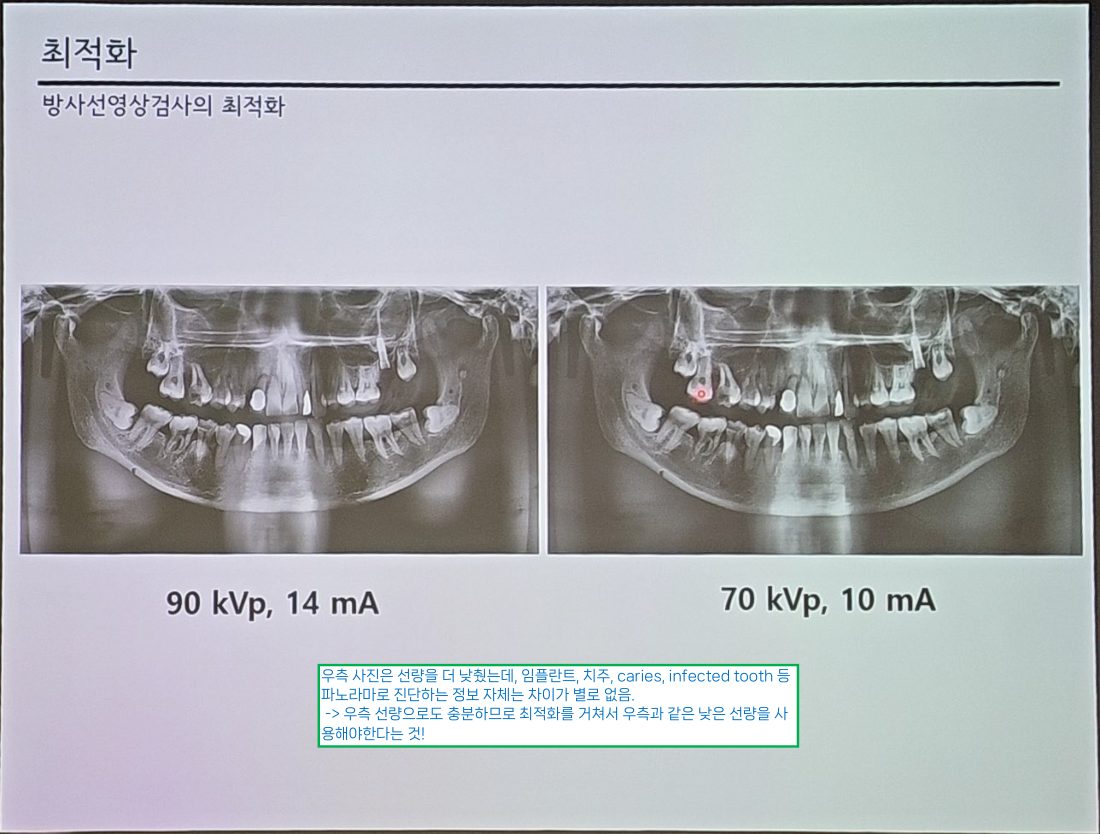 최적화
방사선영상검사의 최적화
90 kVp, 14 mA
70 kVp, 10 mA
우측 사진은 선량을 더 낮췄는데, 임플란트, 치주, caries, infected tooth 등
파노라마로 진단하는 정보 자체는 차이가 별로 없음.
-> 우측 선량으로도 충분하므로 최적화를 거쳐서 우측과 같은 낮은 선량을 사
용해야한다는 것!